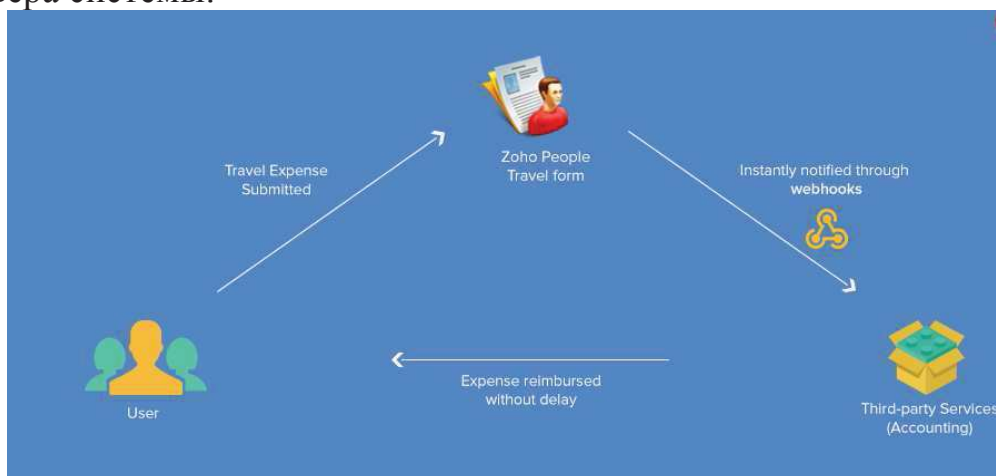 системы.
Zoho People
Travel form
Travel Expense
Submitted
Instantly notified through
webhooks
Expense reimbursed
without delay
User
Third-party Services
(Accounting)